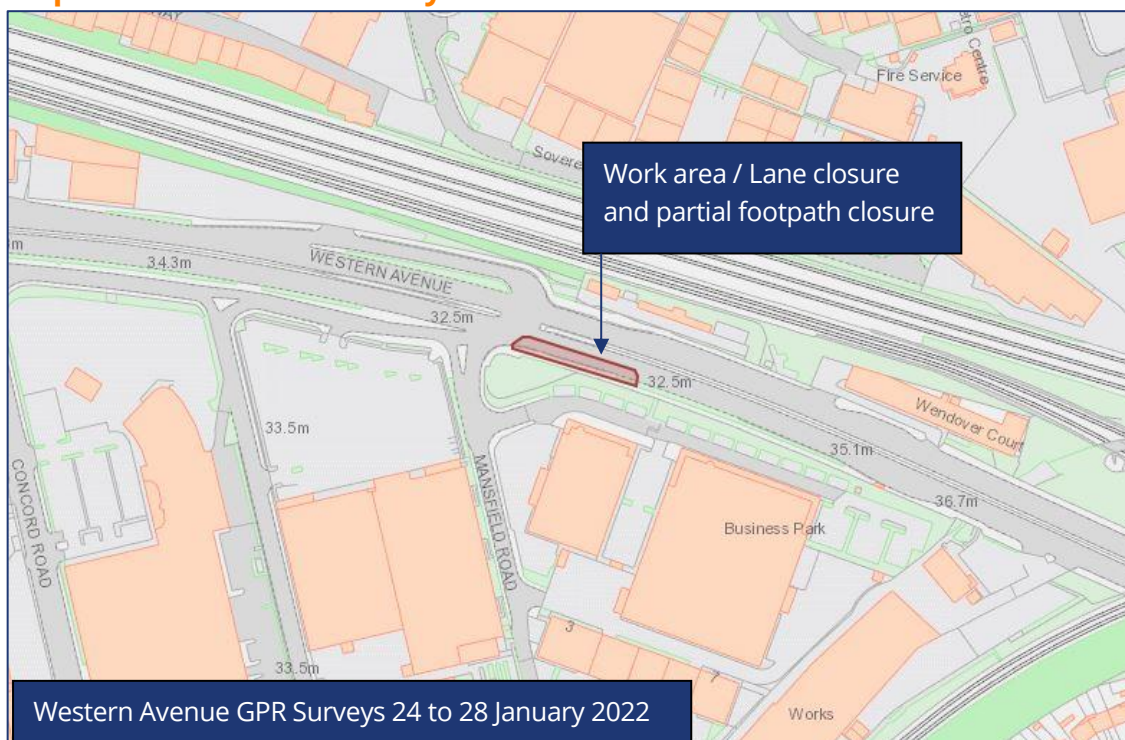 Fire Service
Work area / Lane closure
and partial footpath closure
34.3m
WESTERN AVENUE
32.5m
32.5m
Wendover Court
33.5m
35.1m
36.7m
CONCORD ROAD
MANSFIELD ROAD
Business Park
3
7
33.5m
Works
Western Avenue GPR Surveys 24 to 28 January 2022